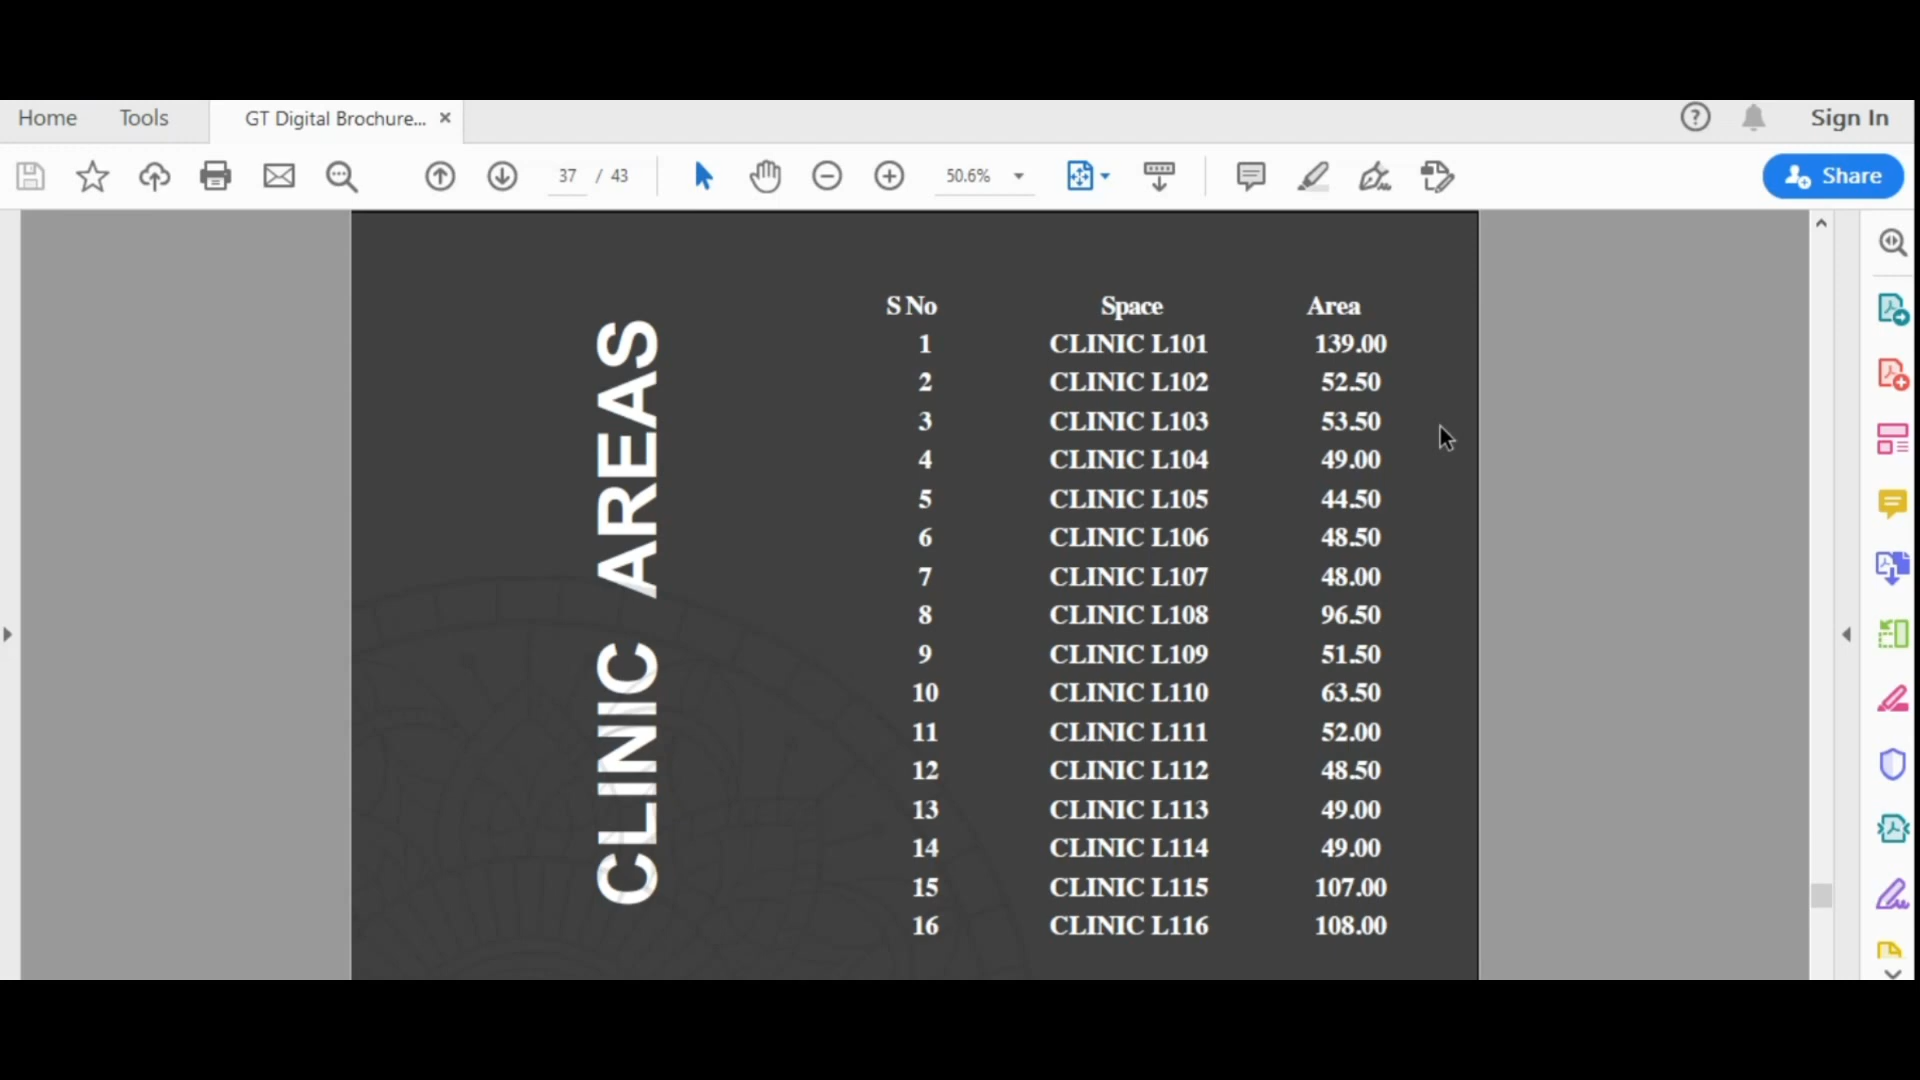 Home Tools GT Digital Brochure... × Sign In
37 / 43 50.6% Share
CLINIC AREAS
S No Space Area
1 CLINIC L101 139.00
2 CLINIC L102 52.50
3 CLINIC L103 53.50
4 CLINIC L104 49.00
5 CLINIC L105 44.50
6 CLINIC L106 48.50
7 CLINIC L107 48.00
8 CLINIC L108 96.50
9 CLINIC L109 51.50
10 CLINIC L110 63.50
11 CLINIC L111 52.00
12 CLINIC L112 48.50
13 CLINIC L113 49.00
14 CLINIC L114 49.00
15 CLINIC L115 107.00
16 CLINIC L116 108.00